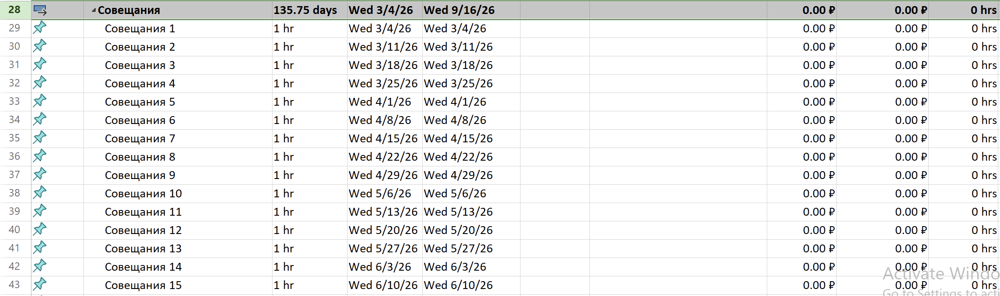 28 Совещания 135.75 days Wed 3/4/26 Wed 9/16/26 0.00 ₽ 0.00 ₽ 0 hrs
29 Совещания 1 1 hr Wed 3/4/26 Wed 3/4/26 0.00 ₽ 0.00 ₽ 0 hrs
30 Совещания 2 1 hr Wed 3/11/26 Wed 3/11/26 0.00 ₽ 0.00 ₽ 0 hrs
31 Совещания 3 1 hr Wed 3/18/26 Wed 3/18/26 0.00 ₽ 0.00 ₽ 0 hrs
32 Совещания 4 1 hr Wed 3/25/26 Wed 3/25/26 0.00 ₽ 0.00 ₽ 0 hrs
33 Совещания 5 1 hr Wed 4/1/26 Wed 4/1/26 0.00 ₽ 0.00 ₽ 0 hrs
34 Совещания 6 1 hr Wed 4/8/26 Wed 4/8/26 0.00 ₽ 0.00 ₽ 0 hrs
35 Совещания 7 1 hr Wed 4/15/26 Wed 4/15/26 0.00 ₽ 0.00 ₽ 0 hrs
36 Совещания 8 1 hr Wed 4/22/26 Wed 4/22/26 0.00 ₽ 0.00 ₽ 0 hrs
37 Совещания 9 1 hr Wed 4/29/26 Wed 4/29/26 0.00 ₽ 0.00 ₽ 0 hrs
38 Совещания 10 1 hr Wed 5/6/26 Wed 5/6/26 0.00 ₽ 0.00 ₽ 0 hrs
39 Совещания 11 1 hr Wed 5/13/26 Wed 5/13/26 0.00 ₽ 0.00 ₽ 0 hrs
40 Совещания 12 1 hr Wed 5/20/26 Wed 5/20/26 0.00 ₽ 0.00 ₽ 0 hrs
41 Совещания 13 1 hr Wed 5/27/26 Wed 5/27/26 0.00 ₽ 0.00 ₽ 0 hrs
42 Совещания 14 1 hr Wed 6/3/26 Wed 6/3/26 0.00 ₽ 0.00 ₽ 0 hrs
Activate Windo
43 Совещания 15 1 hr Wed 6/10/26 Wed 6/10/26 0.00 ₽ 0.00 ₽ 0 hrs
Go to Settings to acti